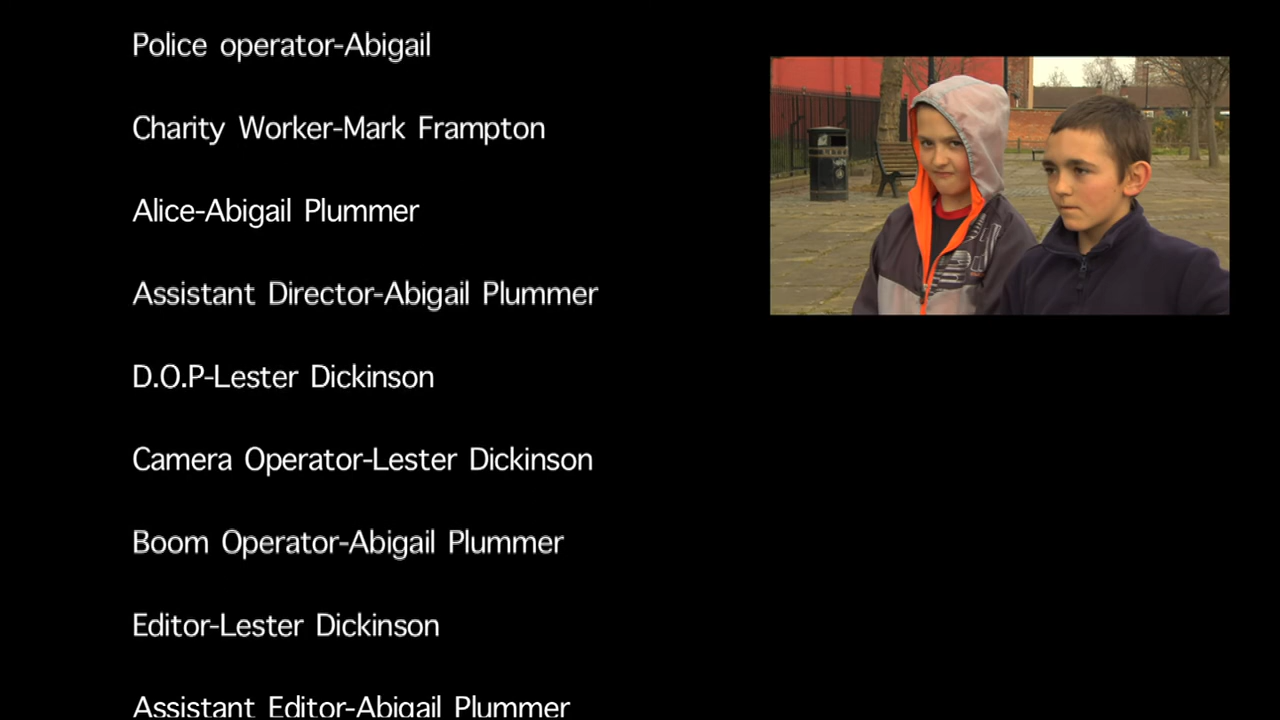 Police operator-Abigail
Charity Worker-Mark Frampton
Alice-Abigail Plummer
Assistant Director-Abigail Plummer
D.O.P-Lester Dickinson
Camera Operator-Lester Dickinson
Boom Operator-Abigail Plummer
Editor-Lester Dickinson
Assistant Editor-Abigail Plummer